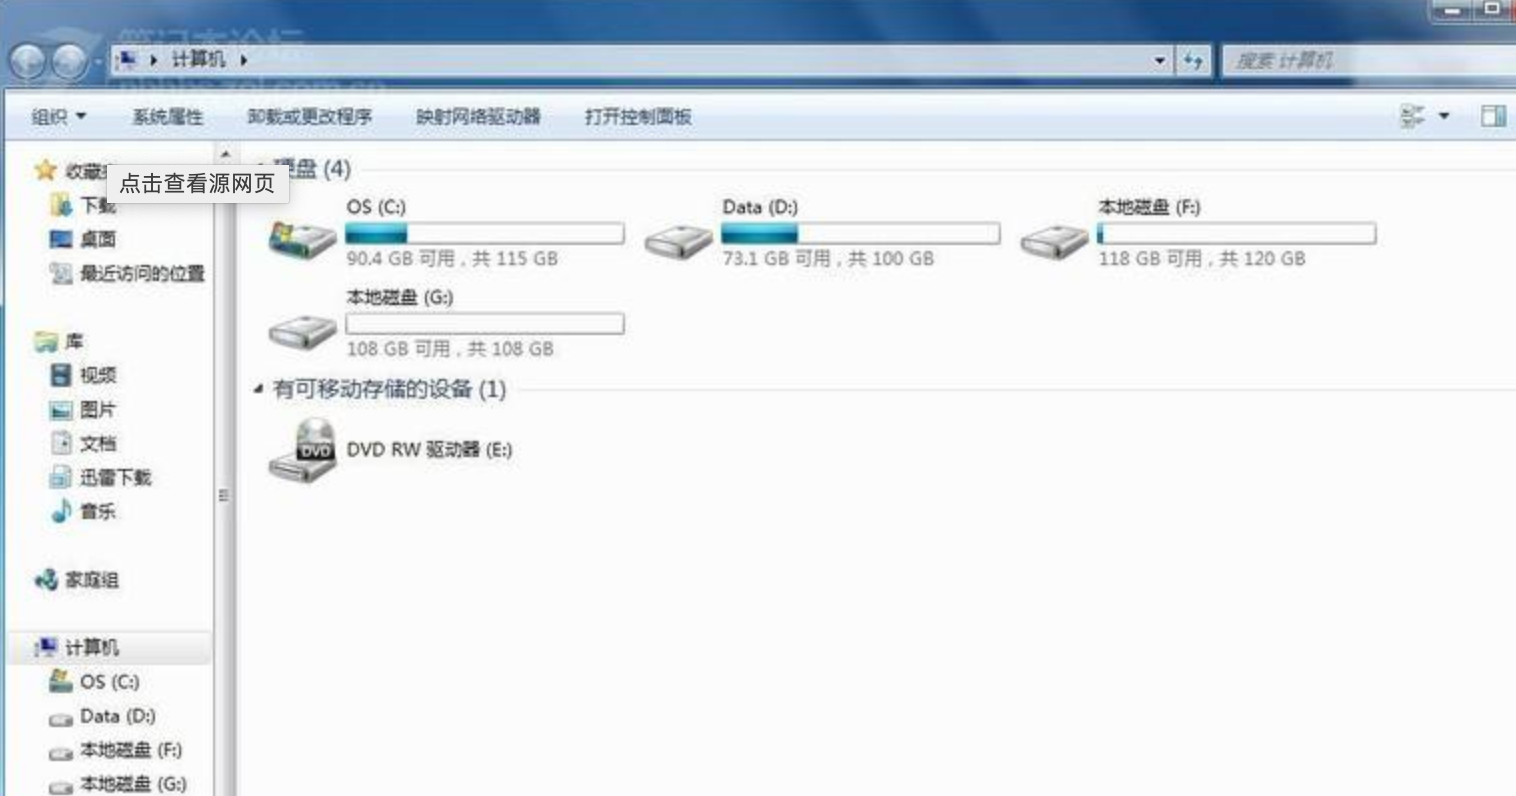 计算机
搜索 计算机
组织 系统属性 卸载或更改程序 映射网络驱动器 打开控制面板
收藏
点击查看源网页
下载
桌面
最近访问的位置
库
视频
图片
文档
迅雷下载
音乐
家庭组
计算机
OS (C:)
Data (D:)
本地磁盘 (F:)
本地磁盘 (G:)
硬盘 (4)
OS (C:)
90.4 GB 可用，共 115 GB
Data (D:)
73.1 GB 可用，共 100 GB
本地磁盘 (F:)
118 GB 可用，共 120 GB
本地磁盘 (G:)
108 GB 可用，共 108 GB
有可移动存储的设备 (1)
DVD
DVD RW 驱动器 (E:)